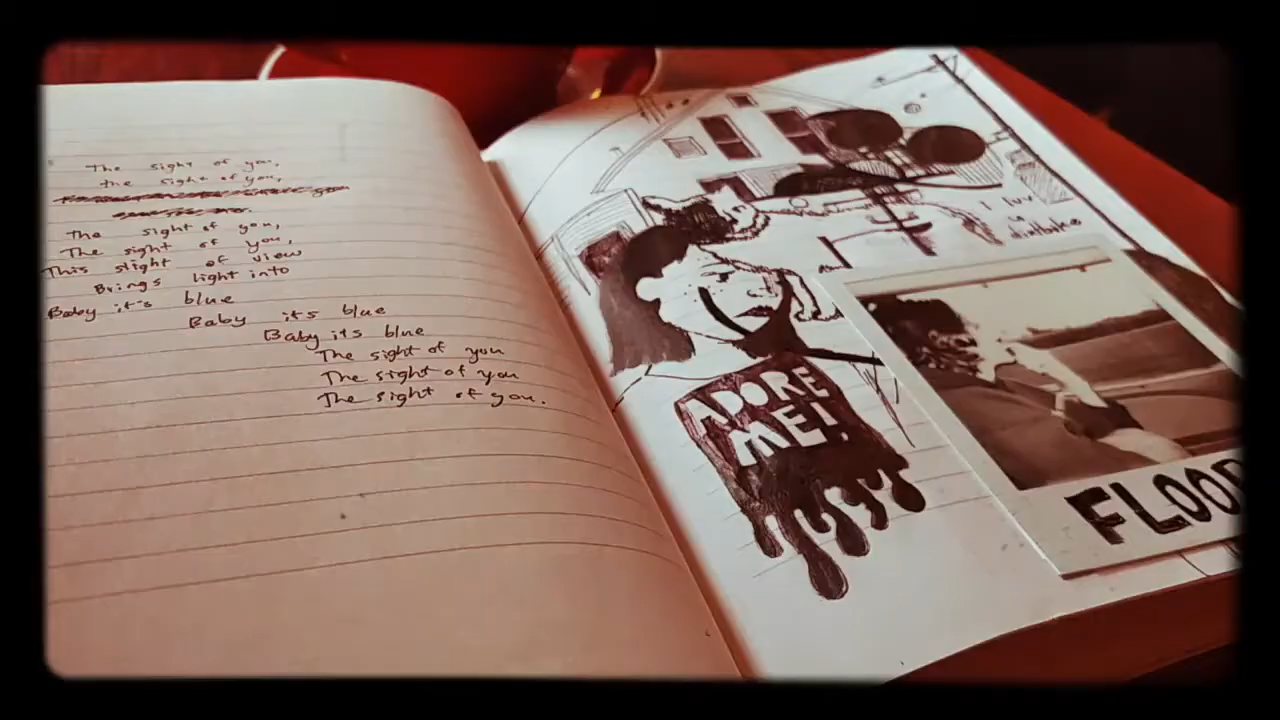 The sight of you,
the sight of you,
The sight of you,
The sight of you,
This slight of view
Brings light into
Baby it's blue
Baby it's blue
Baby its blue
The sight of you
The sight of you
The sight of you.
I luv
ADORE
ME!
FLOOD